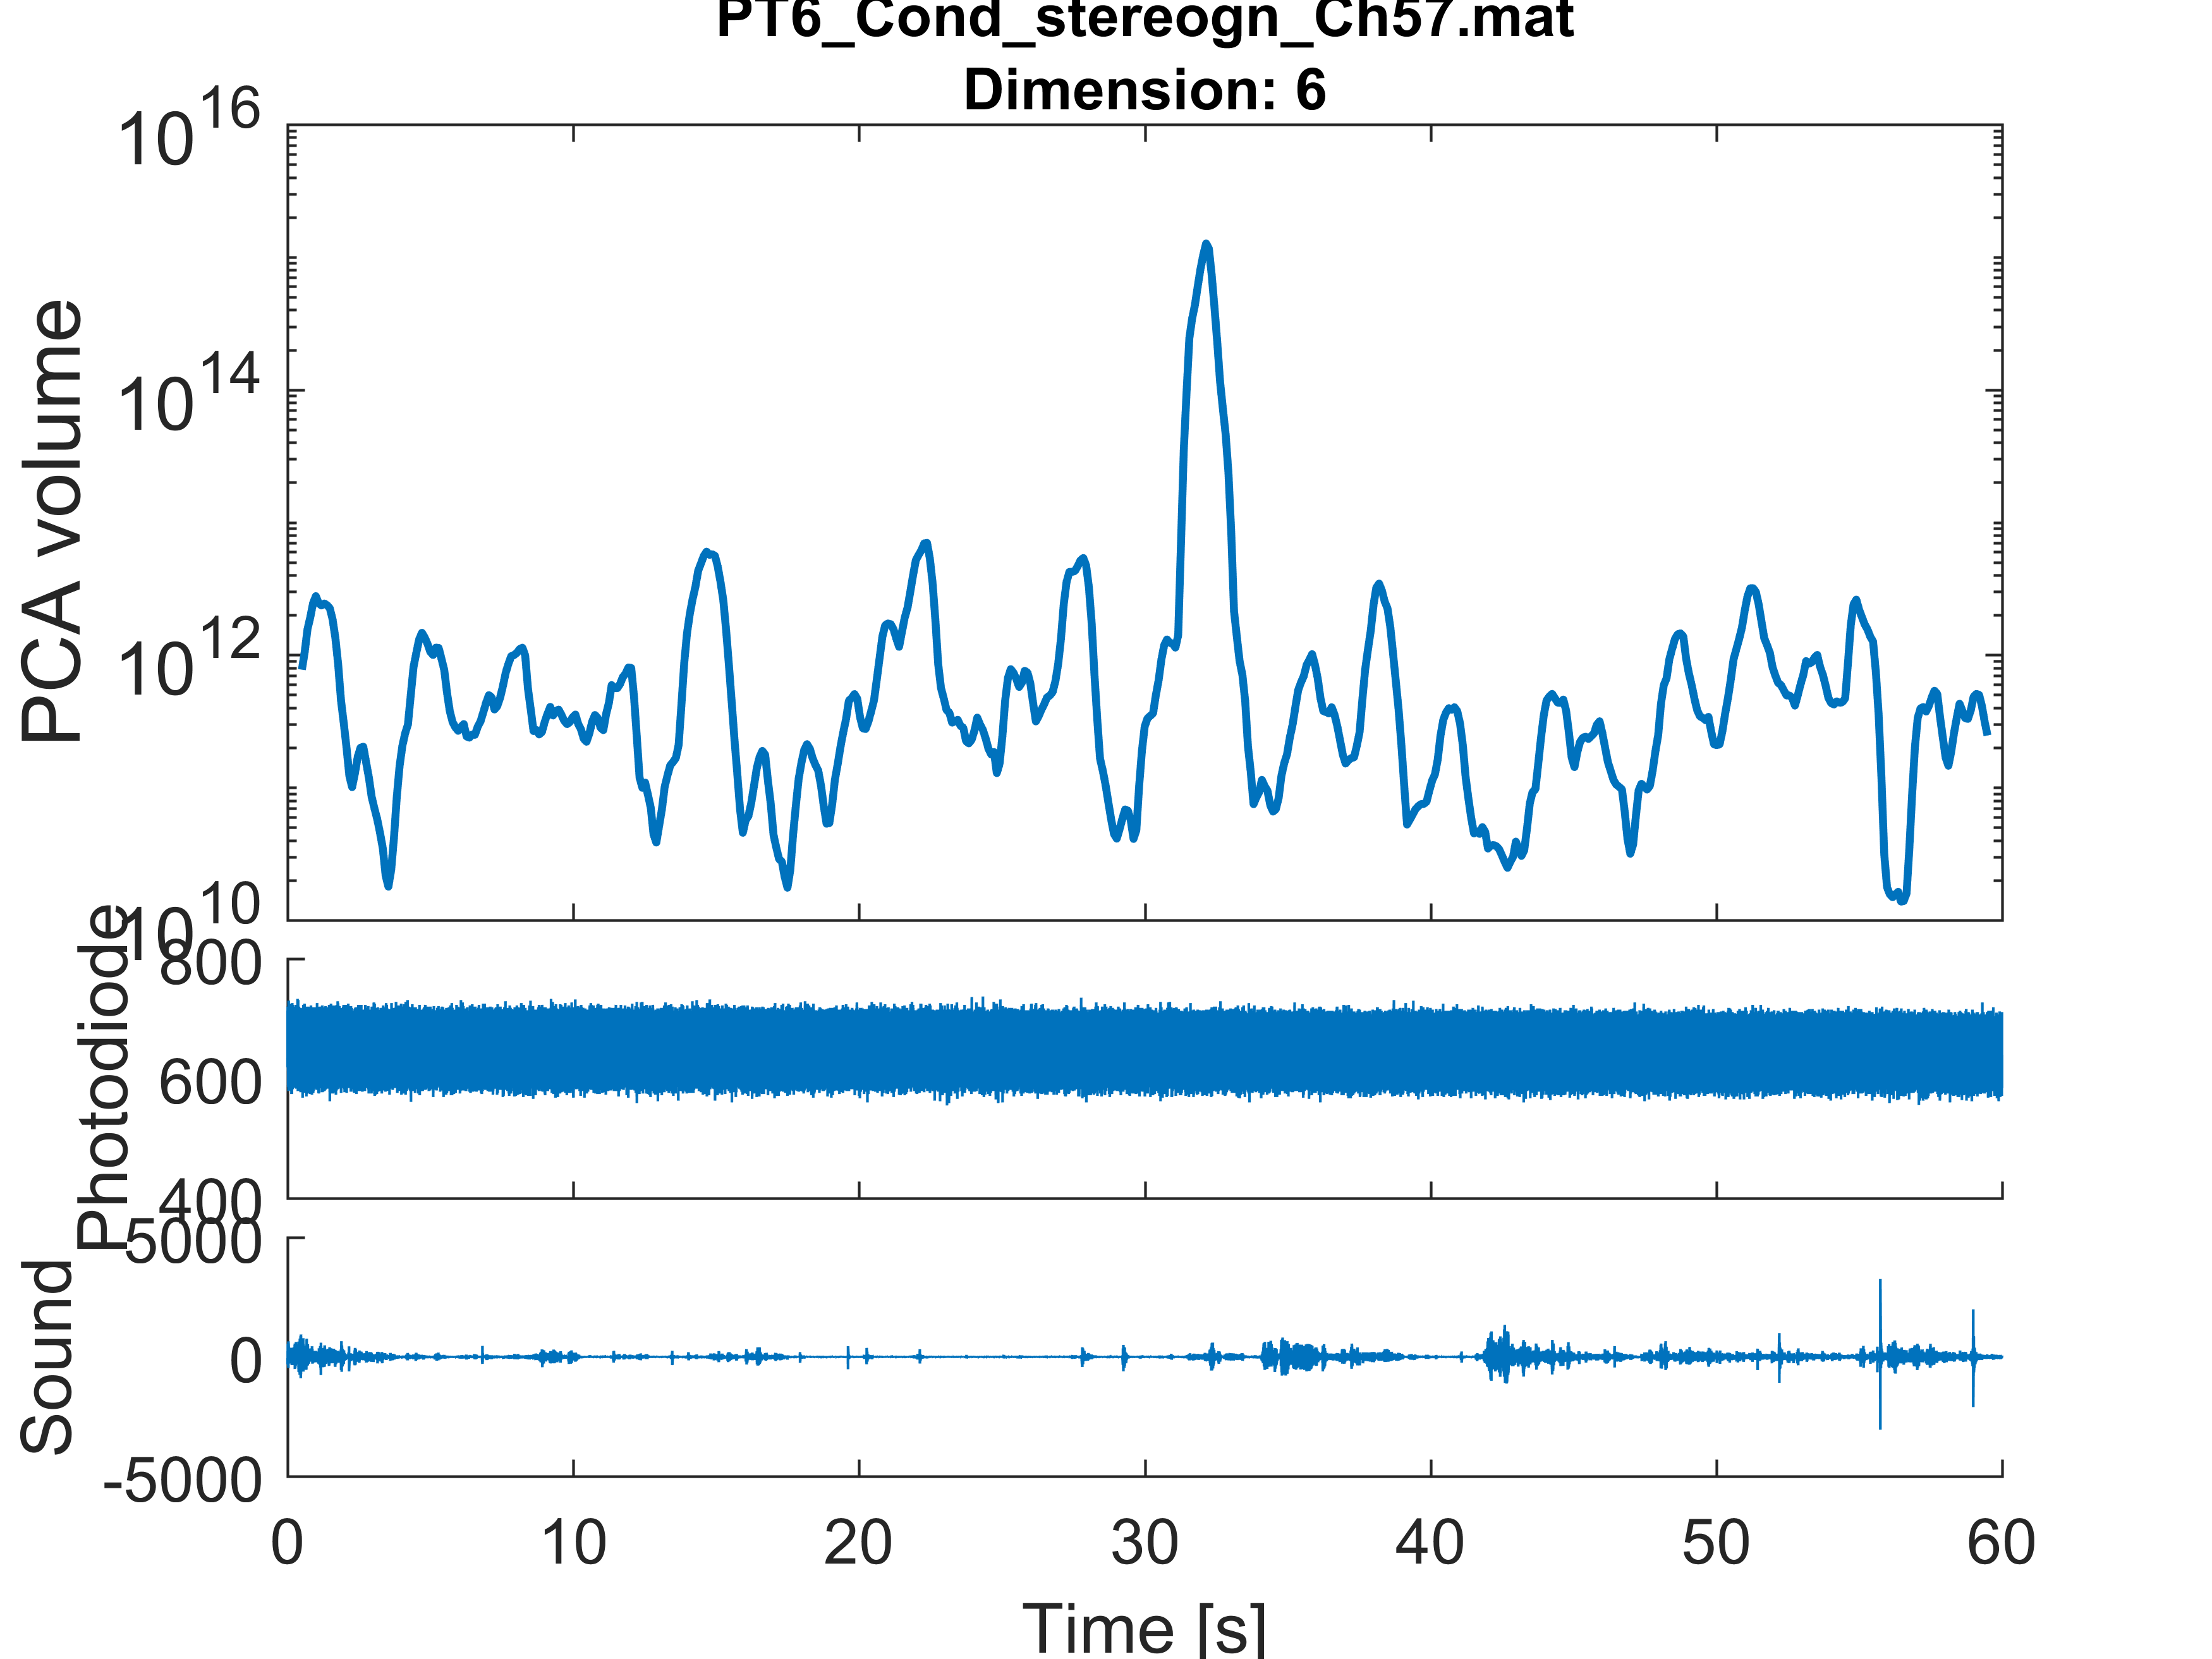 PT6_Cond_stereogn_Ch57.mat
Dimension: 6
PCA volume
10^16
10^14
10^12
10^10
Photodiode
800
600
400
Sound
5000
0
-5000
0 10 20 30 40 50 60
Time [s]